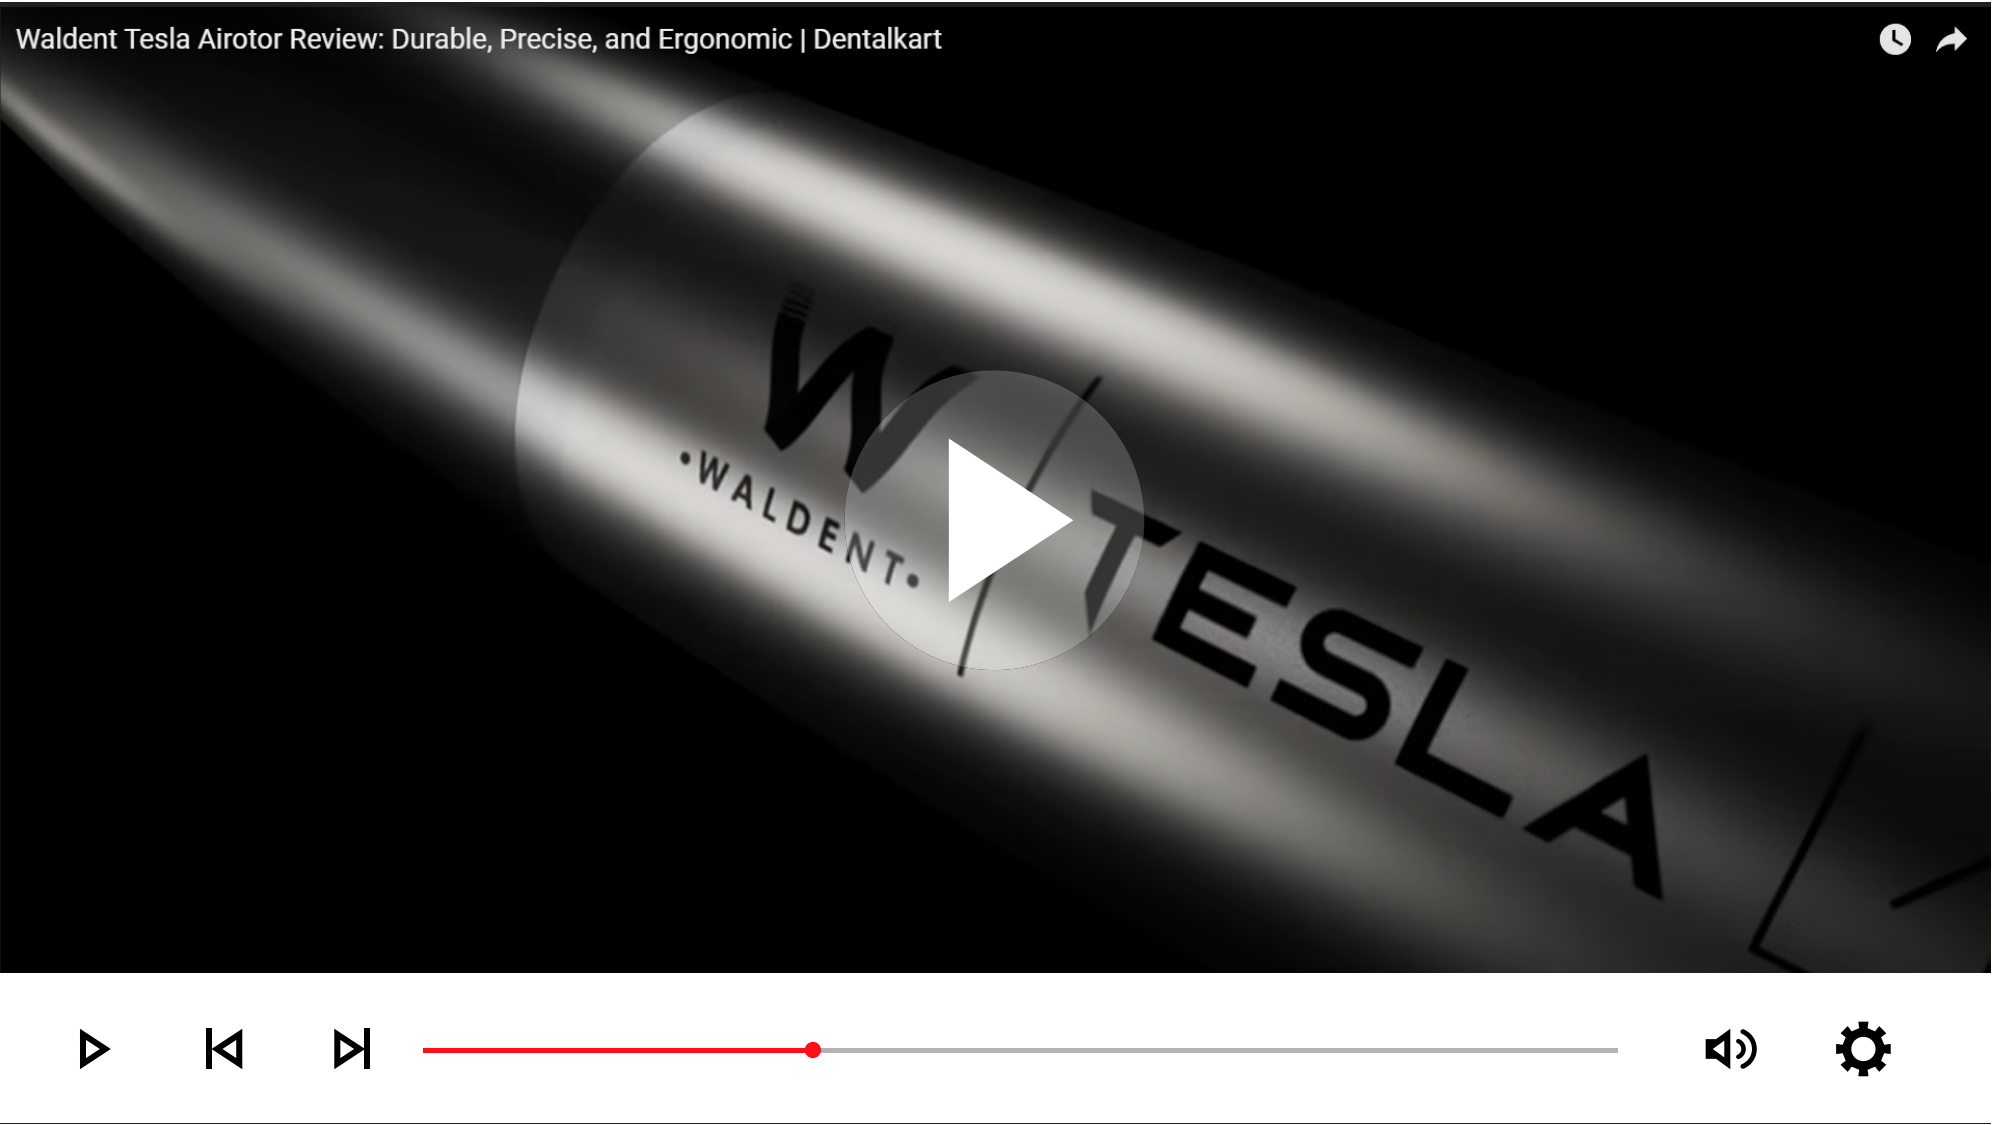 Waldent Tesla Airotor Review: Durable, Precise, and Ergonomic | Dentalkart
W
•WALDENT•
TESLA